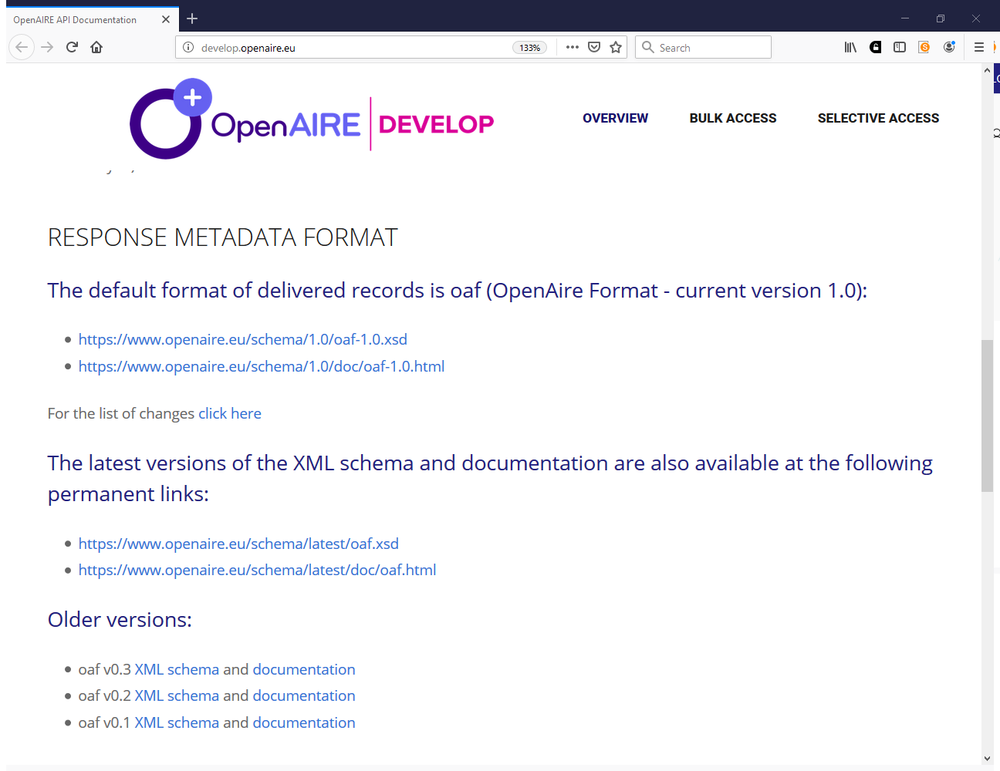 OpenAIRE API Documentation
develop.openaire.eu
133%
Search
OpenAIRE DEVELOP
OVERVIEW
BULK ACCESS
SELECTIVE ACCESS
RESPONSE METADATA FORMAT
The default format of delivered records is oaf (OpenAire Format - current version 1.0):
https://www.openaire.eu/schema/1.0/oaf-1.0.xsd
https://www.openaire.eu/schema/1.0/doc/oaf-1.0.html
For the list of changes click here
The latest versions of the XML schema and documentation are also available at the following
permanent links:
https://www.openaire.eu/schema/latest/oaf.xsd
https://www.openaire.eu/schema/latest/doc/oaf.html
Older versions:
oaf v0.3 XML schema and documentation
oaf v0.2 XML schema and documentation
oaf v0.1 XML schema and documentation